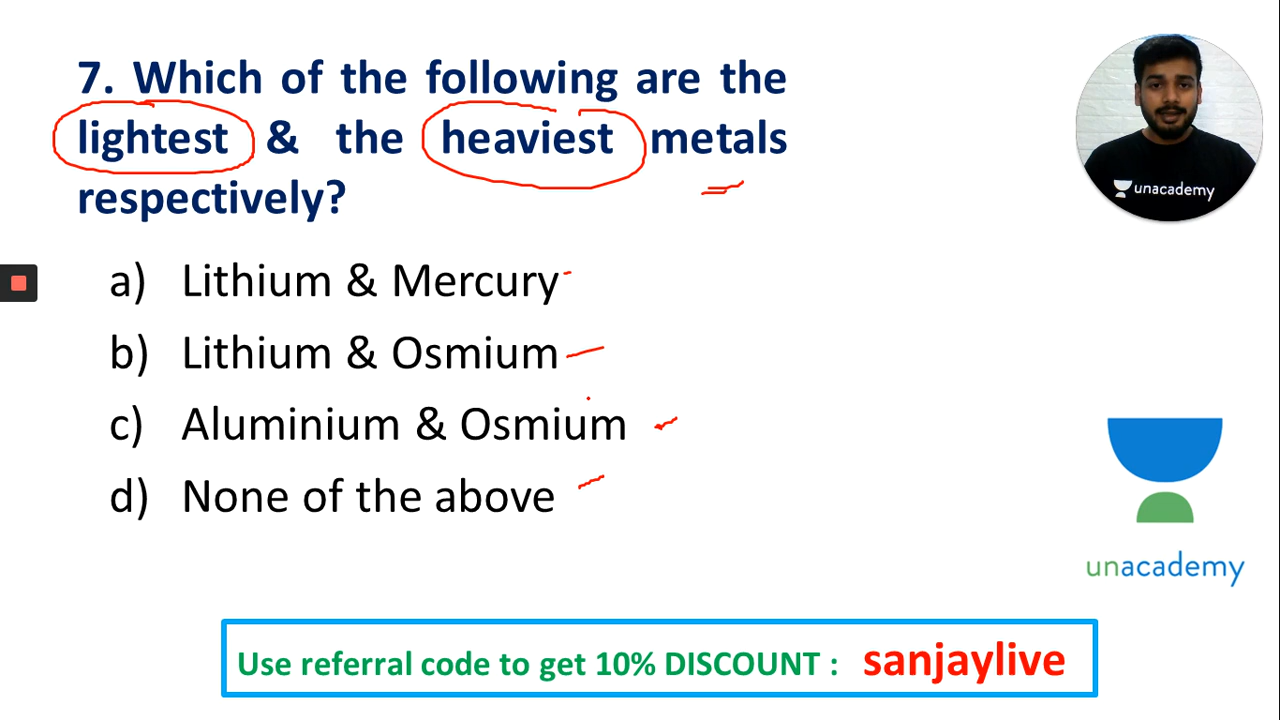 7. Which of the following are the
lightest & the heaviest metals
respectively?
a) Lithium & Mercury
b) Lithium & Osmium
c) Aluminium & Osmium
d) None of the above
unacademy
unacademy
Use referral code to get 10% DISCOUNT : sanjaylive